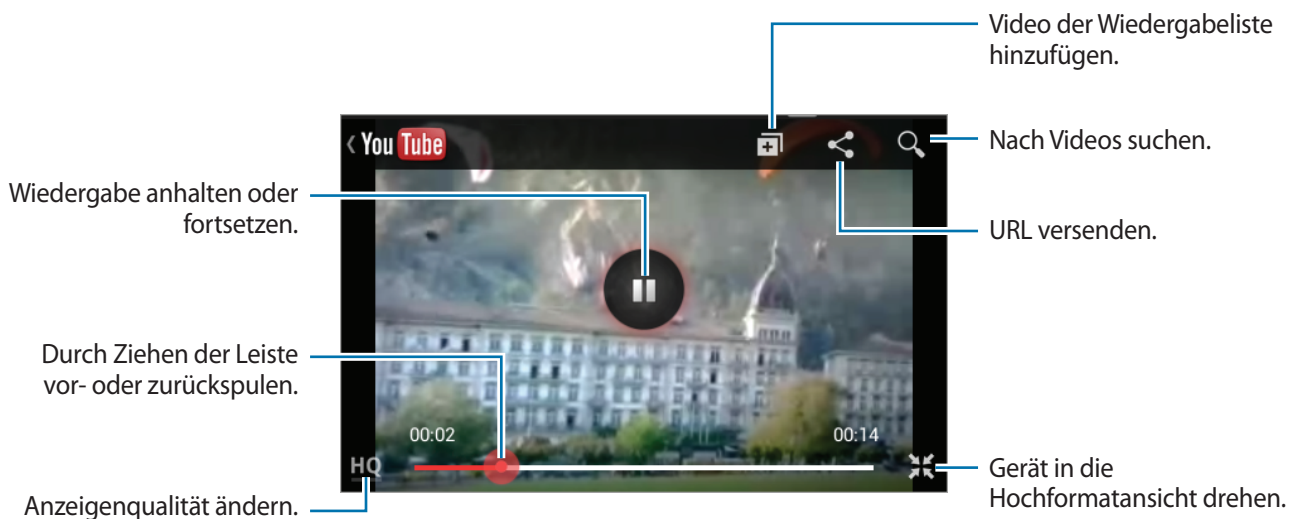 Video der Wiedergabeliste
hinzufügen.
‹ You Tube
Nach Videos suchen.
Wiedergabe anhalten oder
fortsetzen.
URL versenden.
Durch Ziehen der Leiste
vor- oder zurückspulen.
00:02
00:14
HQ
Gerät in die
Hochformatansicht drehen.
Anzeigenqualität ändern.